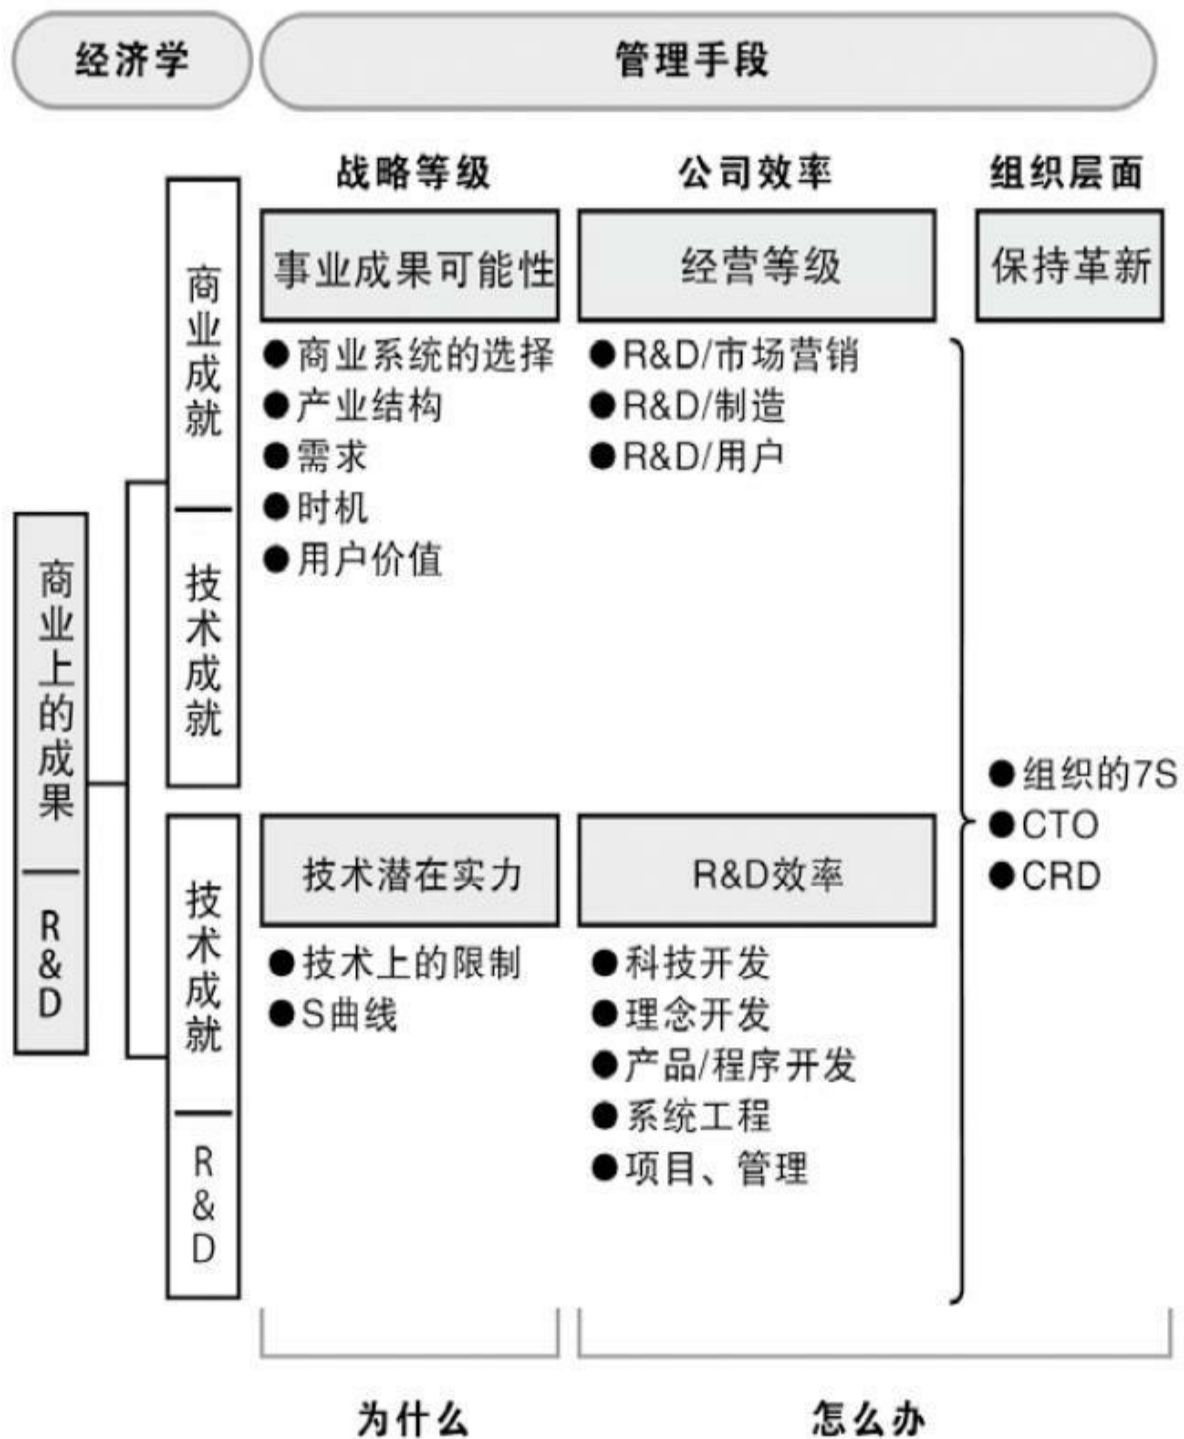 经济学
管理手段
战略等级
公司效率
组织层面
商业成就
技术成就
事业成果可能性
●商业系统的选择
●产业结构
●需求
●时机
●用户价值
经营等级
●R&D/市场营销
●R&D/制造
●R&D/用户
保持革新
商业上的成果
R&D
技术成就
R&D
技术潜在实力
●技术上的限制
●S曲线
R&D效率
●科技开发
●理念开发
●产品/程序开发
●系统工程
●项目、管理
●组织的7S
●CTO
●CRD
为什么
怎么办